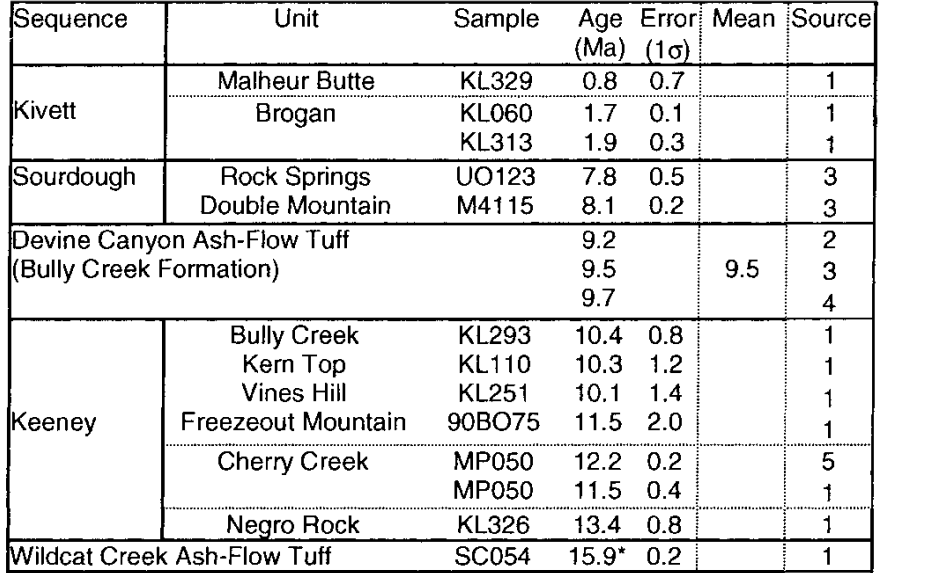 Sequence Unit Sample Age Error Mean Source
(Ma) (1σ)
Malheur Butte KL329 0.8 0.7 1
Kivett Brogan KL060 1.7 0.1 1
KL313 1.9 0.3 1
Sourdough Rock Springs UO123 7.8 0.5 3
Double Mountain M4115 8.1 0.2 3
Devine Canyon Ash-Flow Tuff 9.2 2
(Bully Creek Formation) 9.5 9.5 3
9.7 4
Bully Creek KL293 10.4 0.8 1
Kern Top KL110 10.3 1.2 1
Vines Hill KL251 10.1 1.4 1
Keeney Freezeout Mountain 90BO75 11.5 2.0 1
Cherry Creek MP050 12.2 0.2 5
MP050 11.5 0.4 1
Negro Rock KL326 13.4 0.8 1
Wildcat Creek Ash-Flow Tuff SC054 15.9* 0.2 1